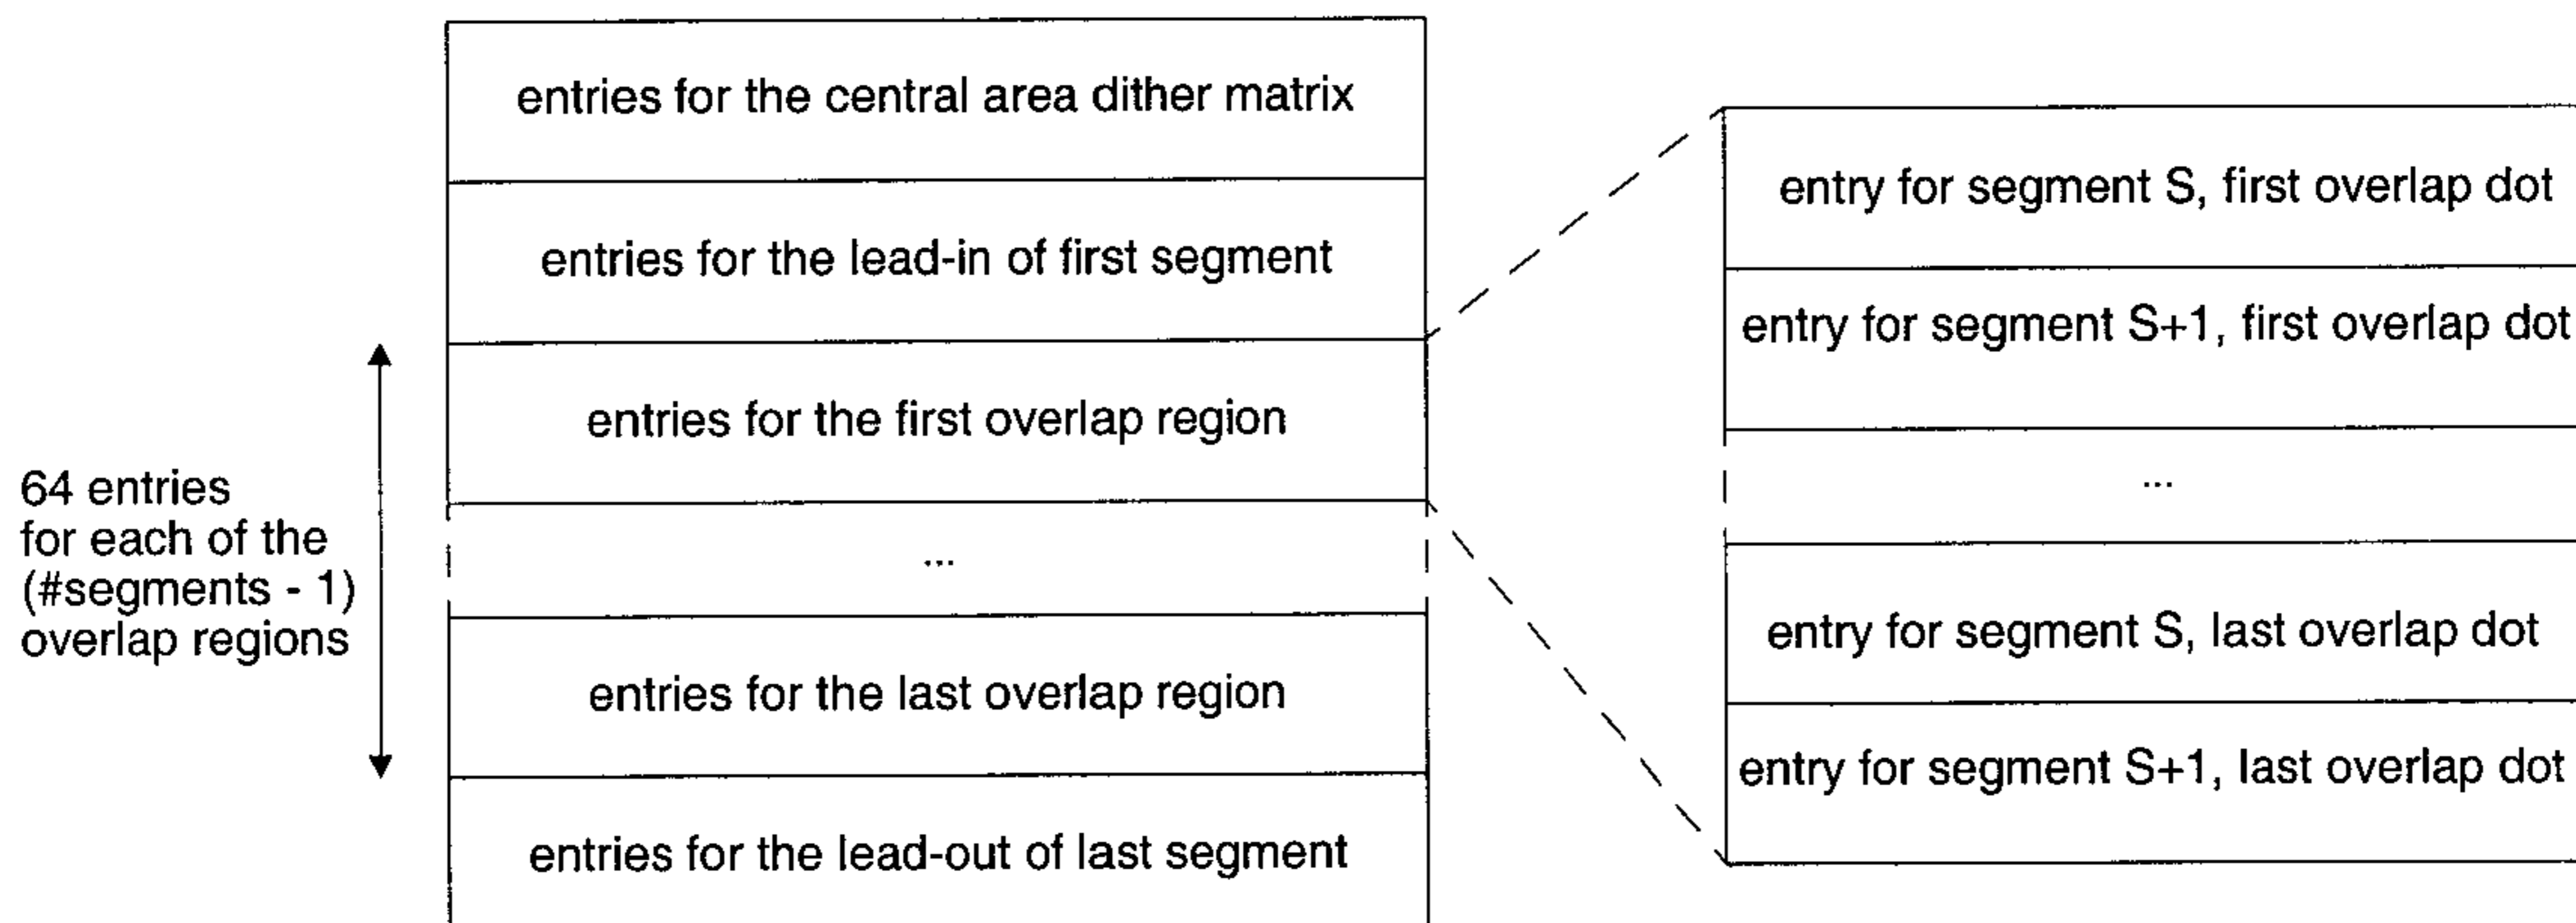 entries for the central area dither matrix
entries for the lead-in of first segment
entries for the first overlap region
...
entries for the last overlap region
entries for the lead-out of last segment
64 entries
for each of the
(#segments - 1)
overlap regions
entry for segment S, first overlap dot
entry for segment S+1, first overlap dot
...
entry for segment S, last overlap dot
entry for segment S+1, last overlap dot